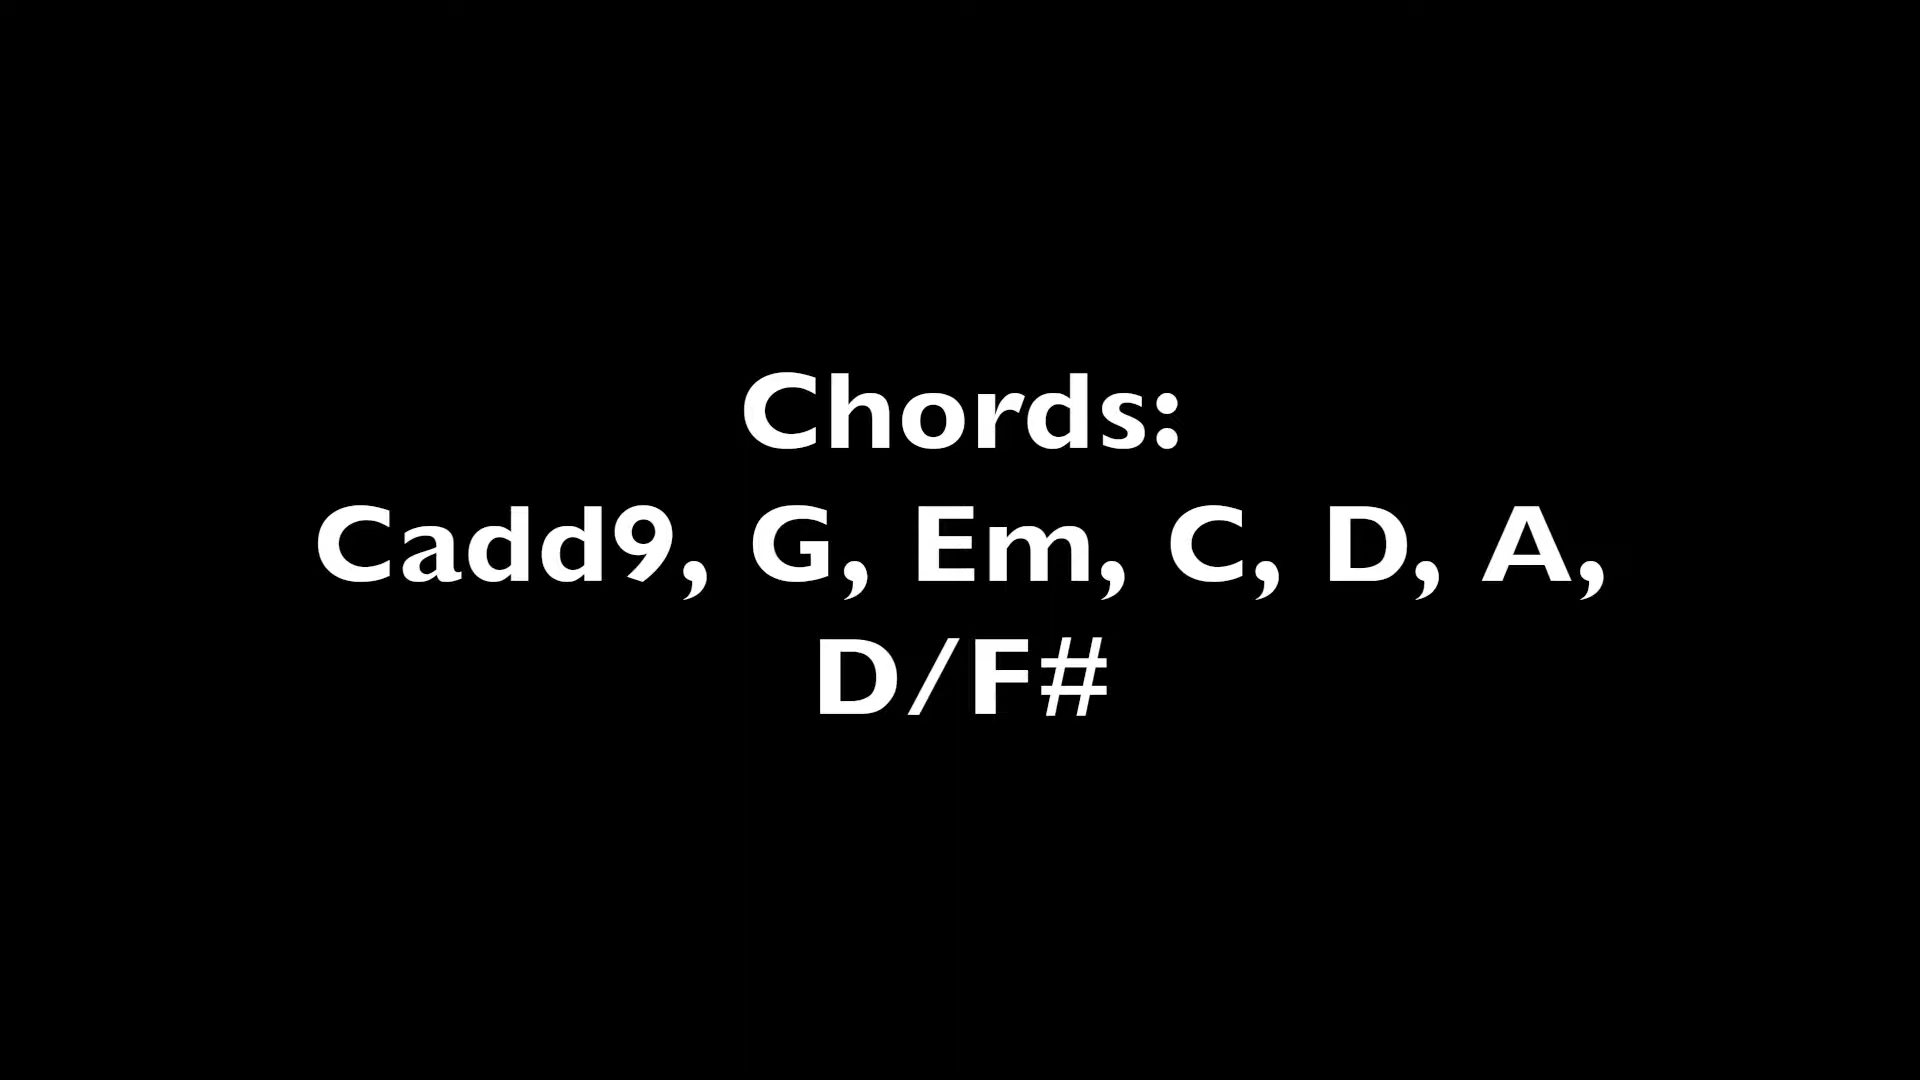 Chords:
Cadd9, G, Em, C, D, A,
D/F#